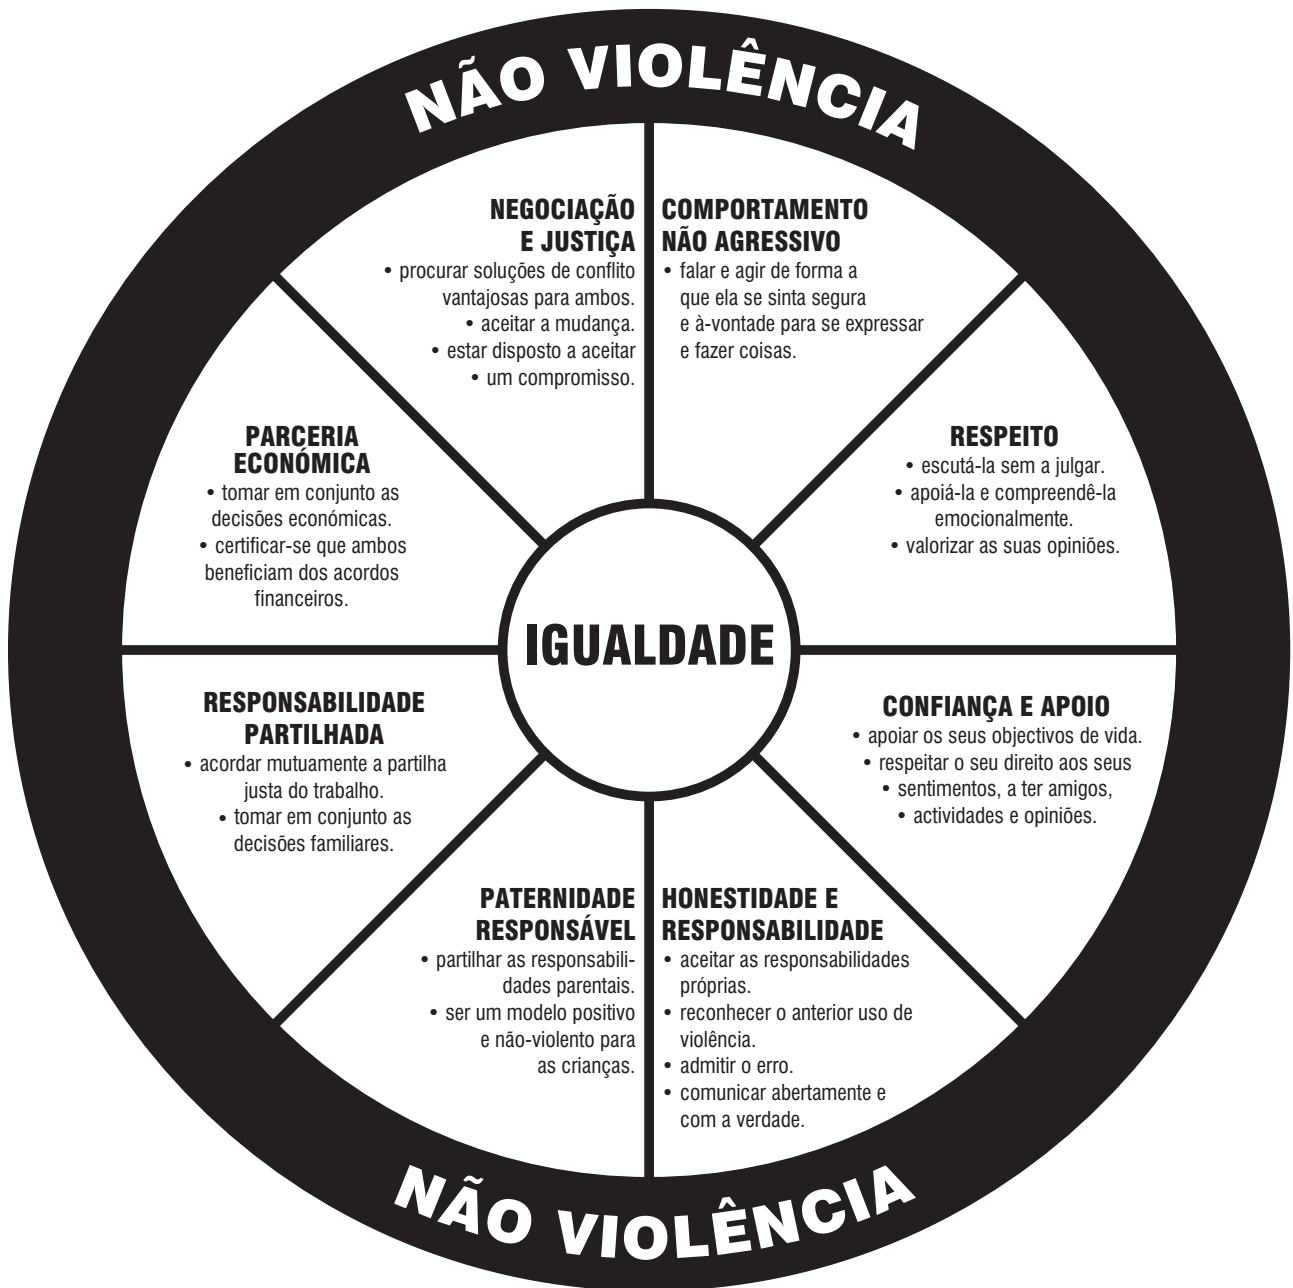 NÃO VIOLÊNCIA
NEGOCIAÇÃO
E JUSTIÇA
• procurar soluções de conflito
vantajosas para ambos.
• aceitar a mudança.
• estar disposto a aceitar
• um compromisso.
COMPORTAMENTO
NÃO AGRESSIVO
• falar e agir de forma a
que ela se sinta segura
e à-vontade para se expressar
e fazer coisas.
PARCERIA
ECONÓMICA
• tomar em conjunto as
decisões económicas.
• certificar-se que ambos
beneficiam dos acordos
financeiros.
RESPEITO
• escutá-la sem a julgar.
• apoiá-la e compreendê-la
emocionalmente.
• valorizar as suas opiniões.
IGUALDADE
RESPONSABILIDADE
PARTILHADA
• acordar mutuamente a partilha
justa do trabalho.
• tomar em conjunto as
decisões familiares.
CONFIANÇA E APOIO
• apoiar os seus objectivos de vida.
• respeitar o seu direito aos seus
• sentimentos, a ter amigos,
• actividades e opiniões.
PATERNIDADE
RESPONSÁVEL
• partilhar as responsabili-
dades parentais.
• ser um modelo positivo
e não-violento para
as crianças.
HONESTIDADE E
RESPONSABILIDADE
• aceitar as responsabilidades
próprias.
• reconhecer o anterior uso de
violência.
• admitir o erro.
• comunicar abertamente e
com a verdade.
NÃO VIOLÊNCIA